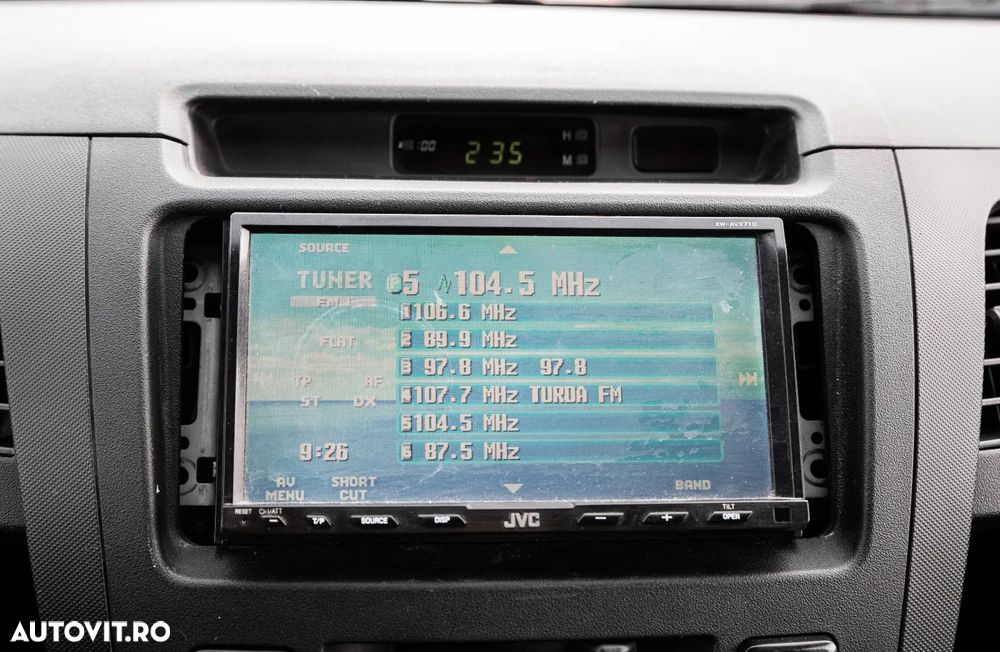 :00 235 H
M
KW-AVX710
SOURCE
TUNER P5 104.5 MHz
FM 1
1 106.6 MHz
FLAT 2 89.9 MHz
3 97.8 MHz 97.8
TP AF 4 107.7 MHz TURDA FM
ST DX
5 104.5 MHz
9:26 6 87.5 MHz
AV MENU SHORT CUT BAND
RESET TILT
T/P SOURCE DISP JVC − + OPEN
AUTOVIT.RO